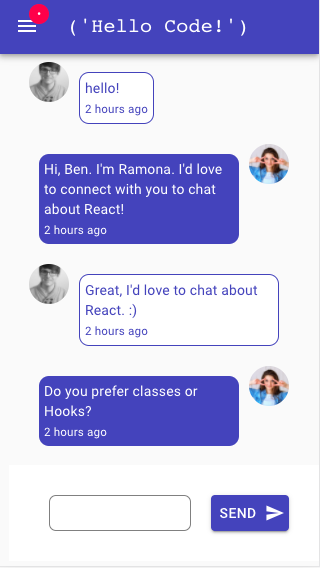 ('Hello Code!')
hello!
2 hours ago
Hi, Ben. I'm Ramona. I'd love
to connect with you to chat
about React!
2 hours ago
Great, I'd love to chat about
React. :)
2 hours ago
Do you prefer classes or
Hooks?
2 hours ago
SEND